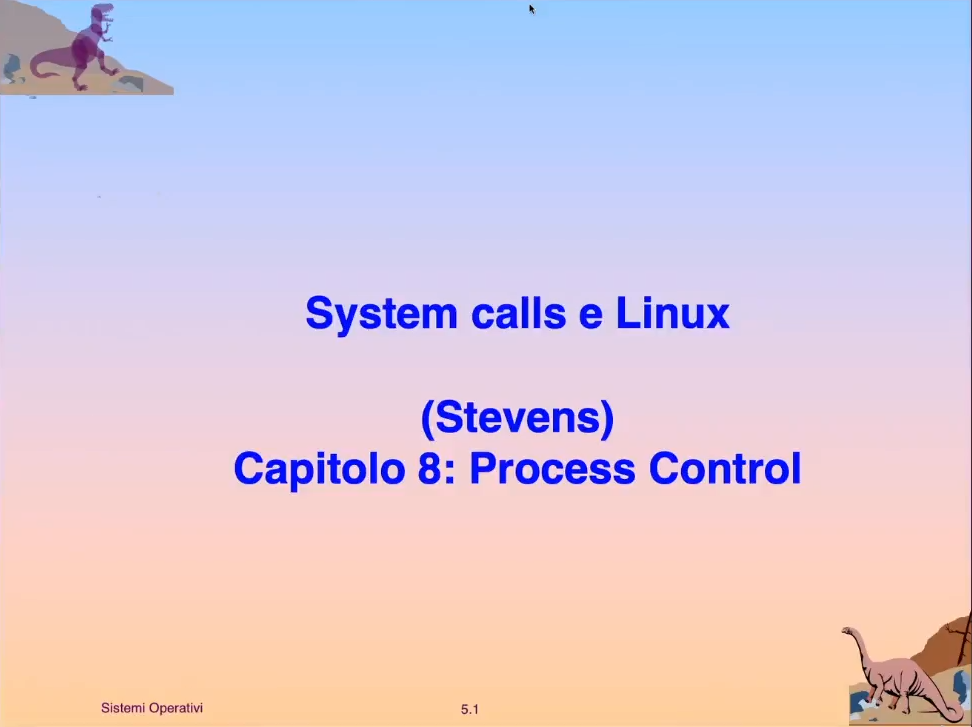 System calls e Linux
(Stevens)
Capitolo 8: Process Control
Sistemi Operativi
5.1